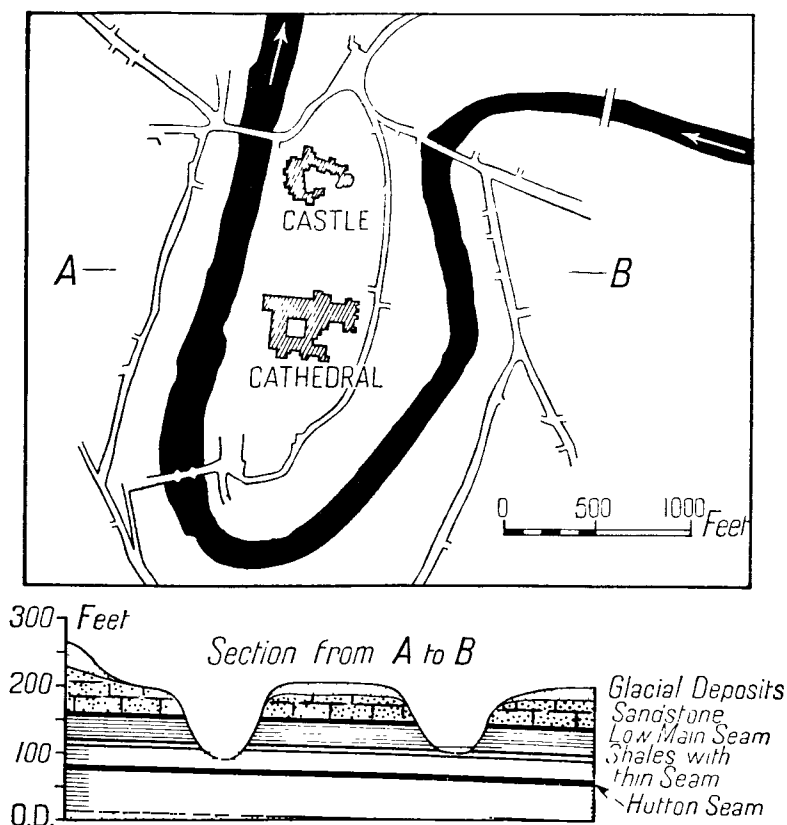 CASTLE
A
B
CATHEDRAL
0 500 1000
Feet
300 Feet
Section from A to B
200
Glacial Deposits
Sandstone
Low Main Seam
100
Shales with
thin Seam
Hutton Seam
O.D.